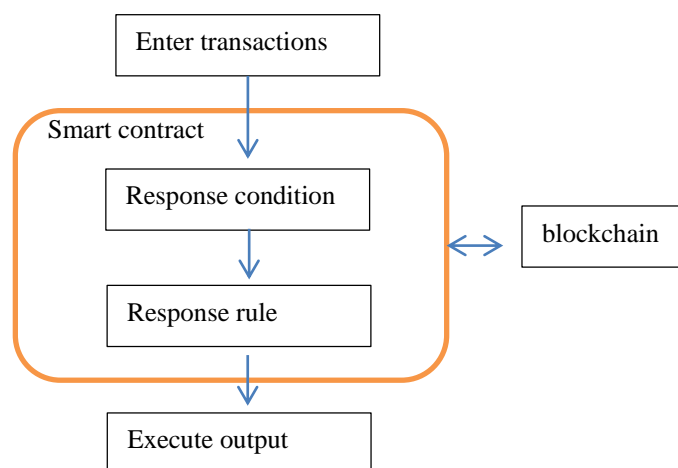 Enter transactions
Smart contract
Response condition
blockchain
Response rule
Execute output